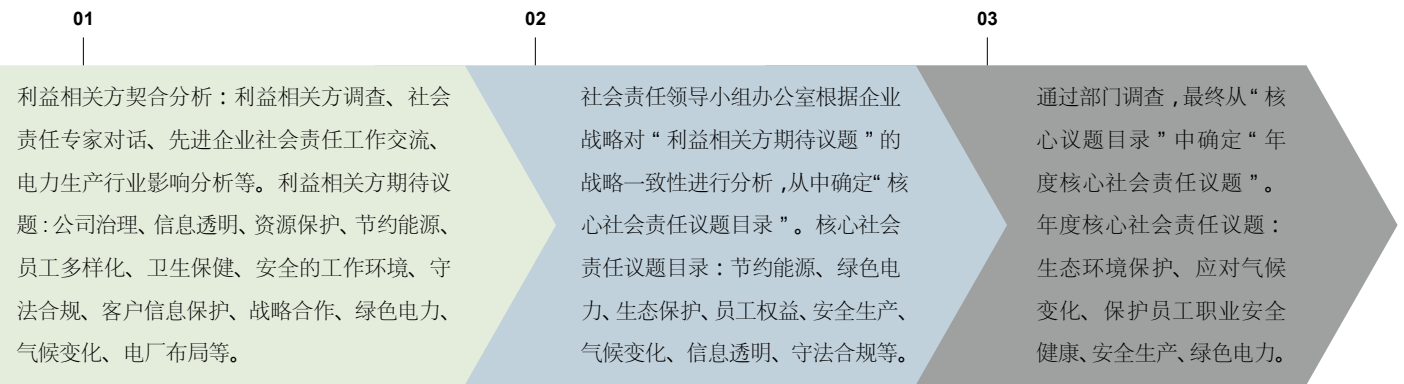 01
利益相关方契合分析：利益相关方调查、社会
责任专家对话、先进企业社会责任工作交流、
电力生产行业影响分析等。利益相关方期待议
题：公司治理、信息透明、资源保护、节约能源、
员工多样化、卫生保健、安全的工作环境、守
法合规、客户信息保护、战略合作、绿色电力、
气候变化、电厂布局等。
02
社会责任领导小组办公室根据企业
战略对“利益相关方期待议题”的
战略一致性进行分析，从中确定“核
心社会责任议题目录”。核心社会
责任议题目录：节约能源、绿色电
力、生态保护、员工权益、安全生产、
气候变化、信息透明、守法合规等。
03
通过部门调查，最终从“核
心议题目录”中确定“年
度核心社会责任议题”。
年度核心社会责任议题：
生态环境保护、应对气候
变化、保护员工职业安全
健康、安全生产、绿色电力。